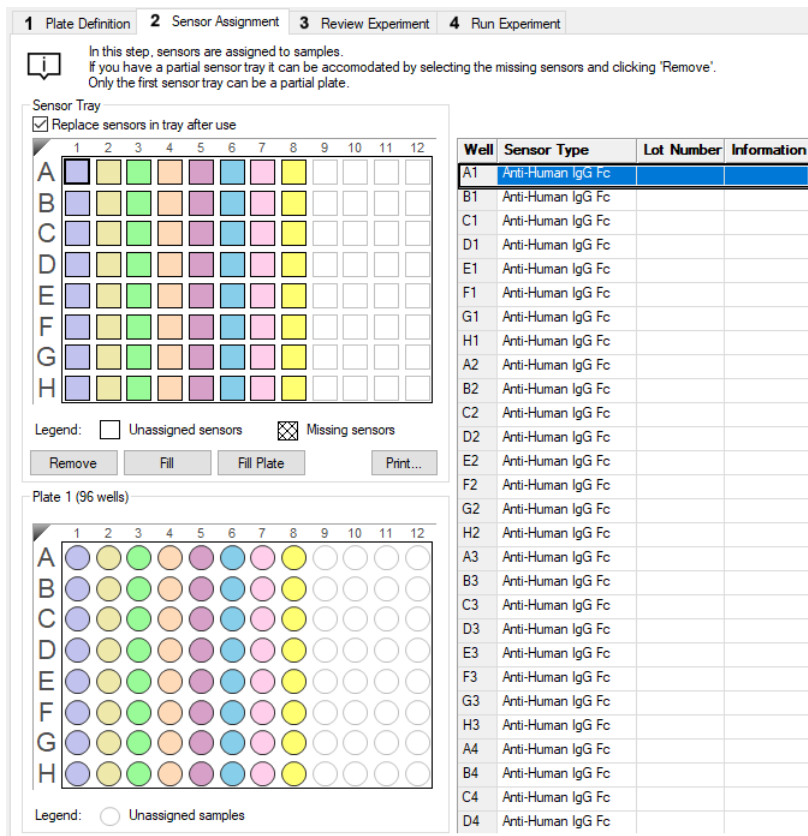 1 Plate Definition 2 Sensor Assignment 3 Review Experiment 4 Run Experiment
In this step, sensors are assigned to samples.
If you have a partial sensor tray it can be accomodated by selecting the missing sensors and clicking 'Remove'.
Only the first sensor tray can be a partial plate.
Sensor Tray
Replace sensors in tray after use
1 2 3 4 5 6 7 8 9 10 11 12
A
B
C
D
E
F
G
H
Legend: Unassigned sensors Missing sensors
Remove Fill Fill Plate Print...
Plate 1 (96 wells)
1 2 3 4 5 6 7 8 9 10 11 12
A
B
C
D
E
F
G
H
Legend: Unassigned samples
Well Sensor Type Lot Number Information
A1 Anti-Human IgG Fc
B1 Anti-Human IgG Fc
C1 Anti-Human IgG Fc
D1 Anti-Human IgG Fc
E1 Anti-Human IgG Fc
F1 Anti-Human IgG Fc
G1 Anti-Human IgG Fc
H1 Anti-Human IgG Fc
A2 Anti-Human IgG Fc
B2 Anti-Human IgG Fc
C2 Anti-Human IgG Fc
D2 Anti-Human IgG Fc
E2 Anti-Human IgG Fc
F2 Anti-Human IgG Fc
G2 Anti-Human IgG Fc
H2 Anti-Human IgG Fc
A3 Anti-Human IgG Fc
B3 Anti-Human IgG Fc
C3 Anti-Human IgG Fc
D3 Anti-Human IgG Fc
E3 Anti-Human IgG Fc
F3 Anti-Human IgG Fc
G3 Anti-Human IgG Fc
H3 Anti-Human IgG Fc
A4 Anti-Human IgG Fc
B4 Anti-Human IgG Fc
C4 Anti-Human IgG Fc
D4 Anti-Human IgG Fc